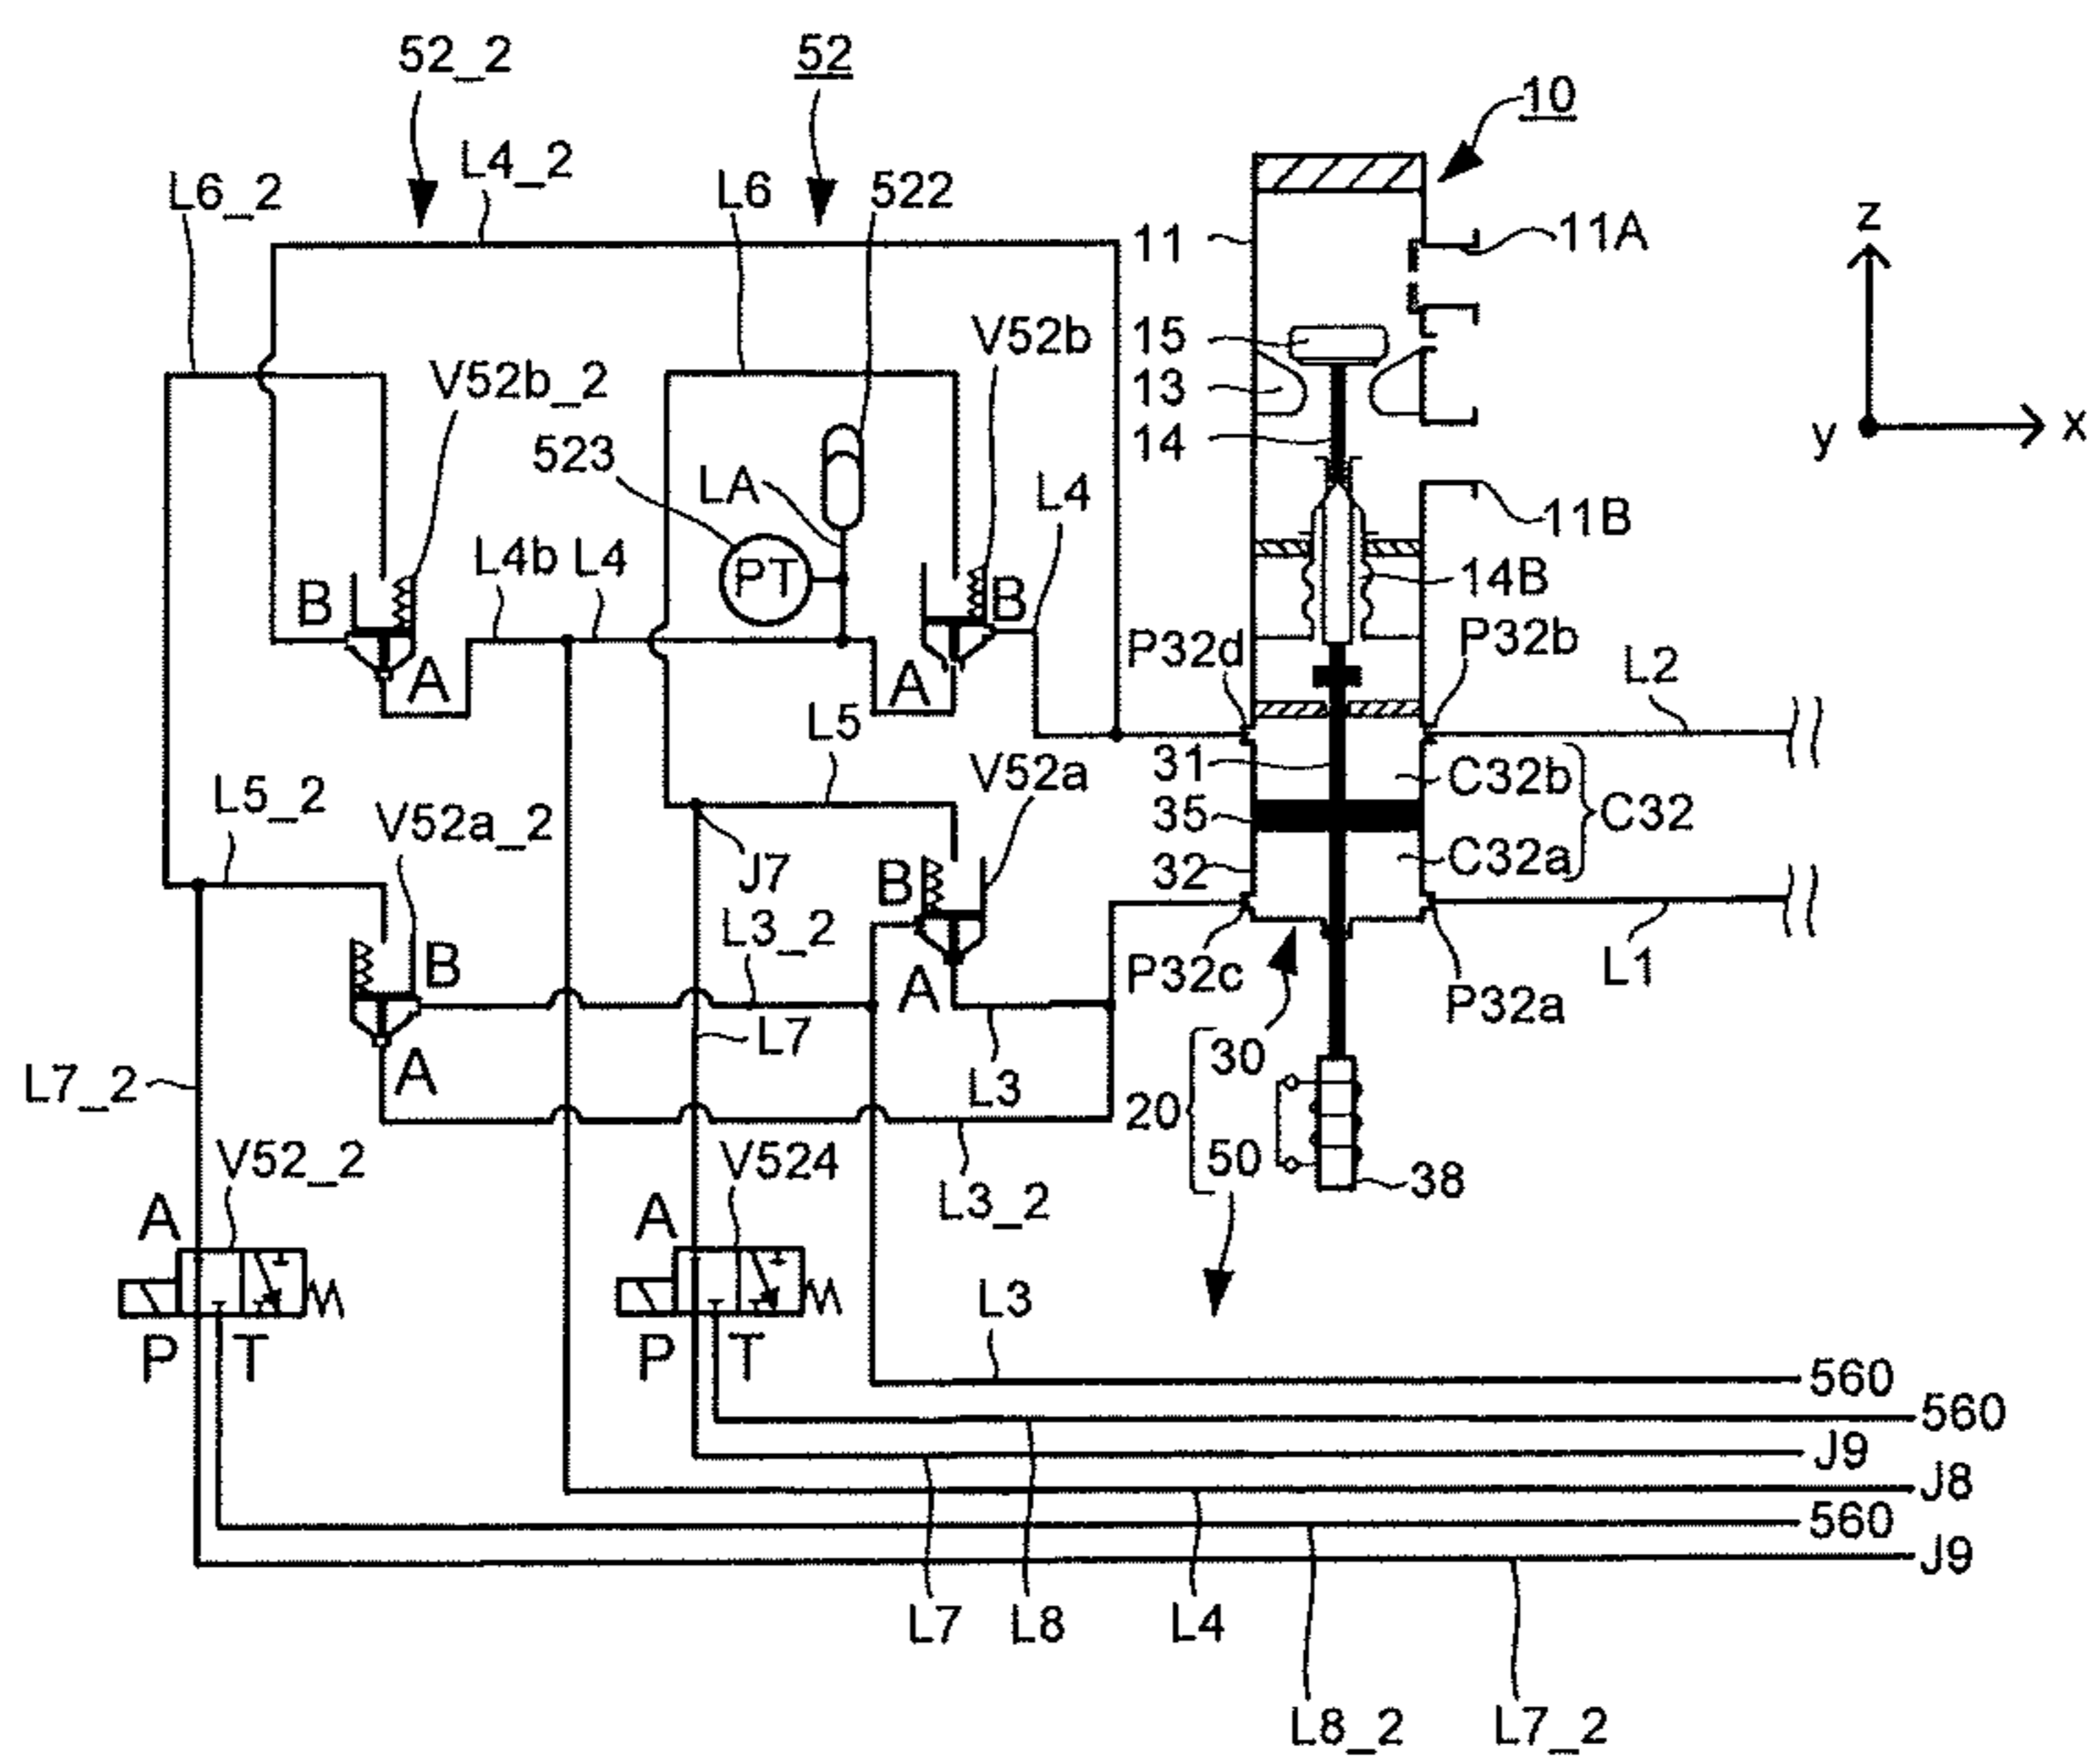 52_2 52 10
L4_2
L6_2 L6 522
z
11 11A
15 V52b
V52b_2 13
523 14 y x
LA L4
11B
L4b L4 PT
B B 14B
A A P32d P32b L2
L5
31 C32b
L5_2 V52a_2 V52a 35 C32
J7 B 32 C32a
L3_2
B A P32c L1
P32a
L7 30
A L3
L7_2 20
V52_2 V524 50 38
A A L3_2
P T P T
L3
560
560
J9
J8
560
J9
L7 L8 L4
L8_2 L7_2